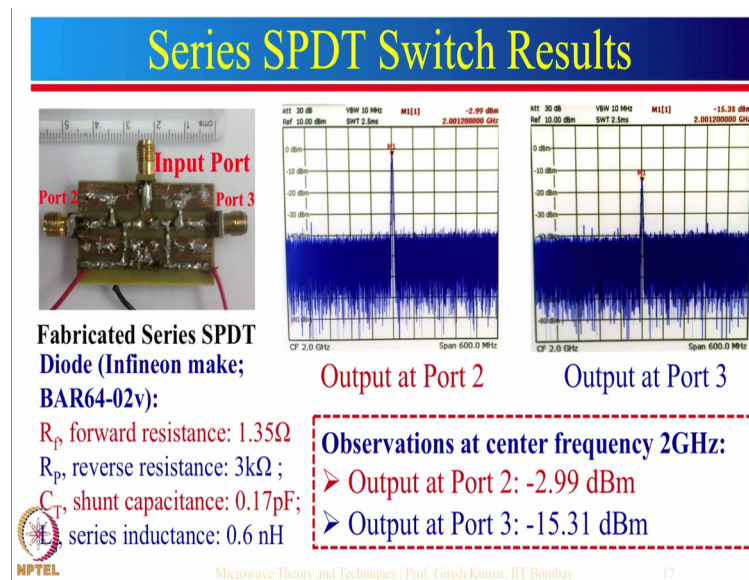 Series SPDT Switch Results
Input Port
Port 2
Port 3
Fabricated Series SPDT
Diode (Infineon make;
BAR64-02v):
Rf, forward resistance: 1.35Ω
RP, reverse resistance: 3kΩ ;
CT, shunt capacitance: 0.17pF;
L, series inductance: 0.6 nH
Att 30 dB VBW 10 MHz M1[1] -2.99 dBm
Ref 10.00 dBm SWT 2.5ms 2.001200000 GHz
M1
0 dBm
-10 dBm
-20 dBm
-30 dBm
CF 2.0 GHz Span 600.0 MHz
Output at Port 2
Att 30 dB VBW 10 MHz M1[1] -15.31 dBm
Ref 10.00 dBm SWT 2.5ms 2.001200000 GHz
0 dBm
-10 dBm
M1
-20 dBm
-30 dBm
CF 2.0 GHz Span 600.0 MHz
Output at Port 3
Observations at center frequency 2GHz:
➢ Output at Port 2: -2.99 dBm
➢ Output at Port 3: -15.31 dBm
NPTEL
Microwave Theory and Techniques | Prof. Girish Kumar, IIT Bombay
17